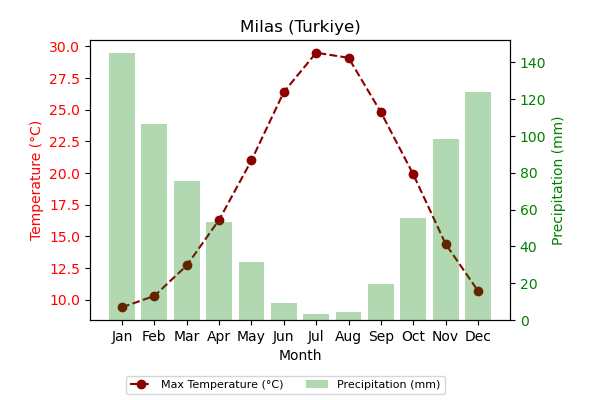 Milas (Turkiye)
30.0
27.5
25.0
22.5
20.0
17.5
15.0
12.5
10.0
Temperature (°C)
140
120
100
80
60
40
20
0
Precipitation (mm)
Jan Feb Mar Apr May Jun Jul Aug Sep Oct Nov Dec
Month
Max Temperature (°C) Precipitation (mm)